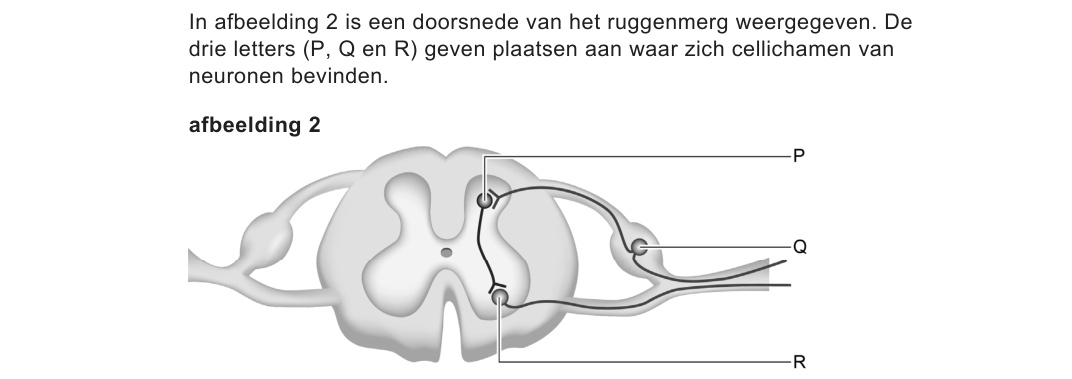 In afbeelding 2 is een doorsnede van het ruggenmerg weergegeven. De
drie letters (P, Q en R) geven plaatsen aan waar zich cellichamen van
neuronen bevinden.
afbeelding 2
P
Q
R